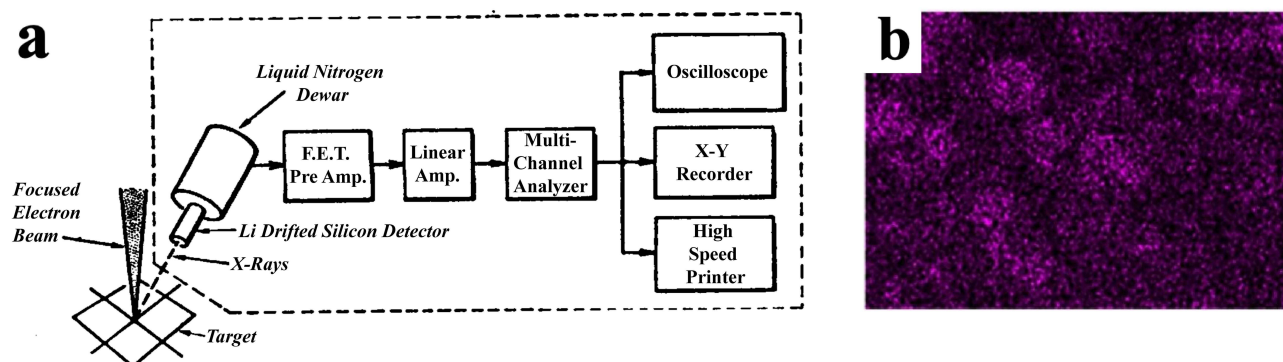 a
Liquid Nitrogen
Dewar
F.E.T.
Pre Amp.
Linear
Amp.
Multi-
Channel
Analyzer
Oscilloscope
X-Y
Recorder
High
Speed
Printer
Focused
Electron
Beam
Li Drifted Silicon Detector
X-Rays
Target
b